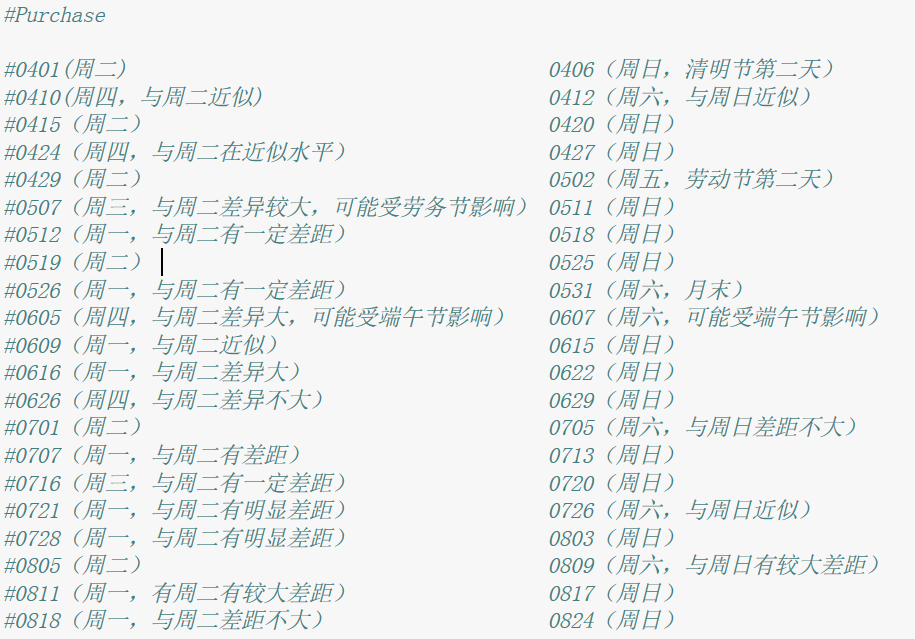 #Purchase
#0401(周二) 0406（周日，清明节第二天）
#0410(周四，与周二近似) 0412（周六，与周日近似）
#0415（周二） 0420（周日）
#0424（周四，与周二在近似水平） 0427（周日）
#0429（周二） 0502（周五，劳动节第二天）
#0507（周三，与周二差异较大，可能受劳务节影响） 0511（周日）
#0512（周一，与周二有一定差距） 0518（周日）
#0519（周二） 0525（周日）
#0526（周一，与周二有一定差距） 0531（周六，月末）
#0605（周四，与周二差异大，可能受端午节影响） 0607（周六，可能受端午节影响）
#0609（周一，与周二近似） 0615（周日）
#0616（周一，与周二差异大） 0622（周日）
#0626（周四，与周二差异不大） 0629（周日）
#0701（周二） 0705（周六，与周日差距不大）
#0707（周一，与周二有差距） 0713（周日）
#0716（周三，与周二有一定差距） 0720（周日）
#0721（周一，与周二有明显差距） 0726（周六，与周日近似）
#0728（周一，与周二有明显差距） 0803（周日）
#0805（周二） 0809（周六，与周日有较大差距）
#0811（周一，有周二有较大差距） 0817（周日）
#0818（周一，与周二差距不大） 0824（周日）